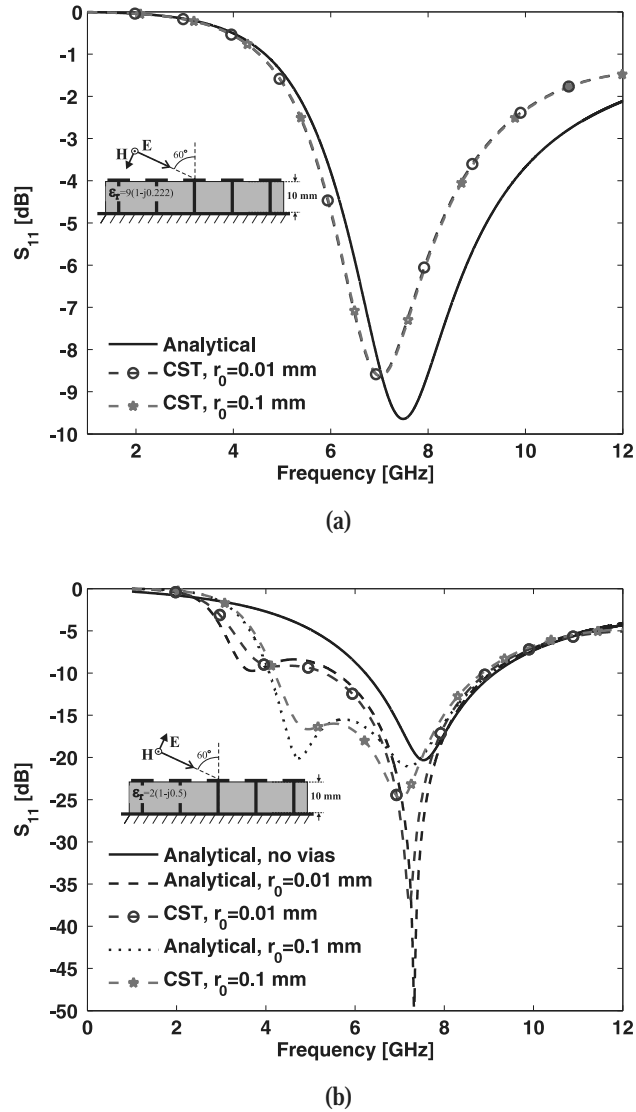 0
-1
-2
-3
-4
-5
-6
-7
-8
-9
-10
S11 [dB]
H E 60°
εr=9(1-j0.222)
10 mm
Analytical
CST, r0=0.01 mm
CST, r0=0.1 mm
2 4 6 8 10 12
Frequency [GHz]
(a)
0
-5
-10
-15
-20
-25
-30
-35
-40
-45
-50
S11 [dB]
E
H 60°
εr=2(1-j0.5)
10 mm
Analytical, no vias
Analytical, r0=0.01 mm
CST, r0=0.01 mm
Analytical, r0=0.1 mm
CST, r0=0.1 mm
0 2 4 6 8 10 12
Frequency [GHz]
(b)